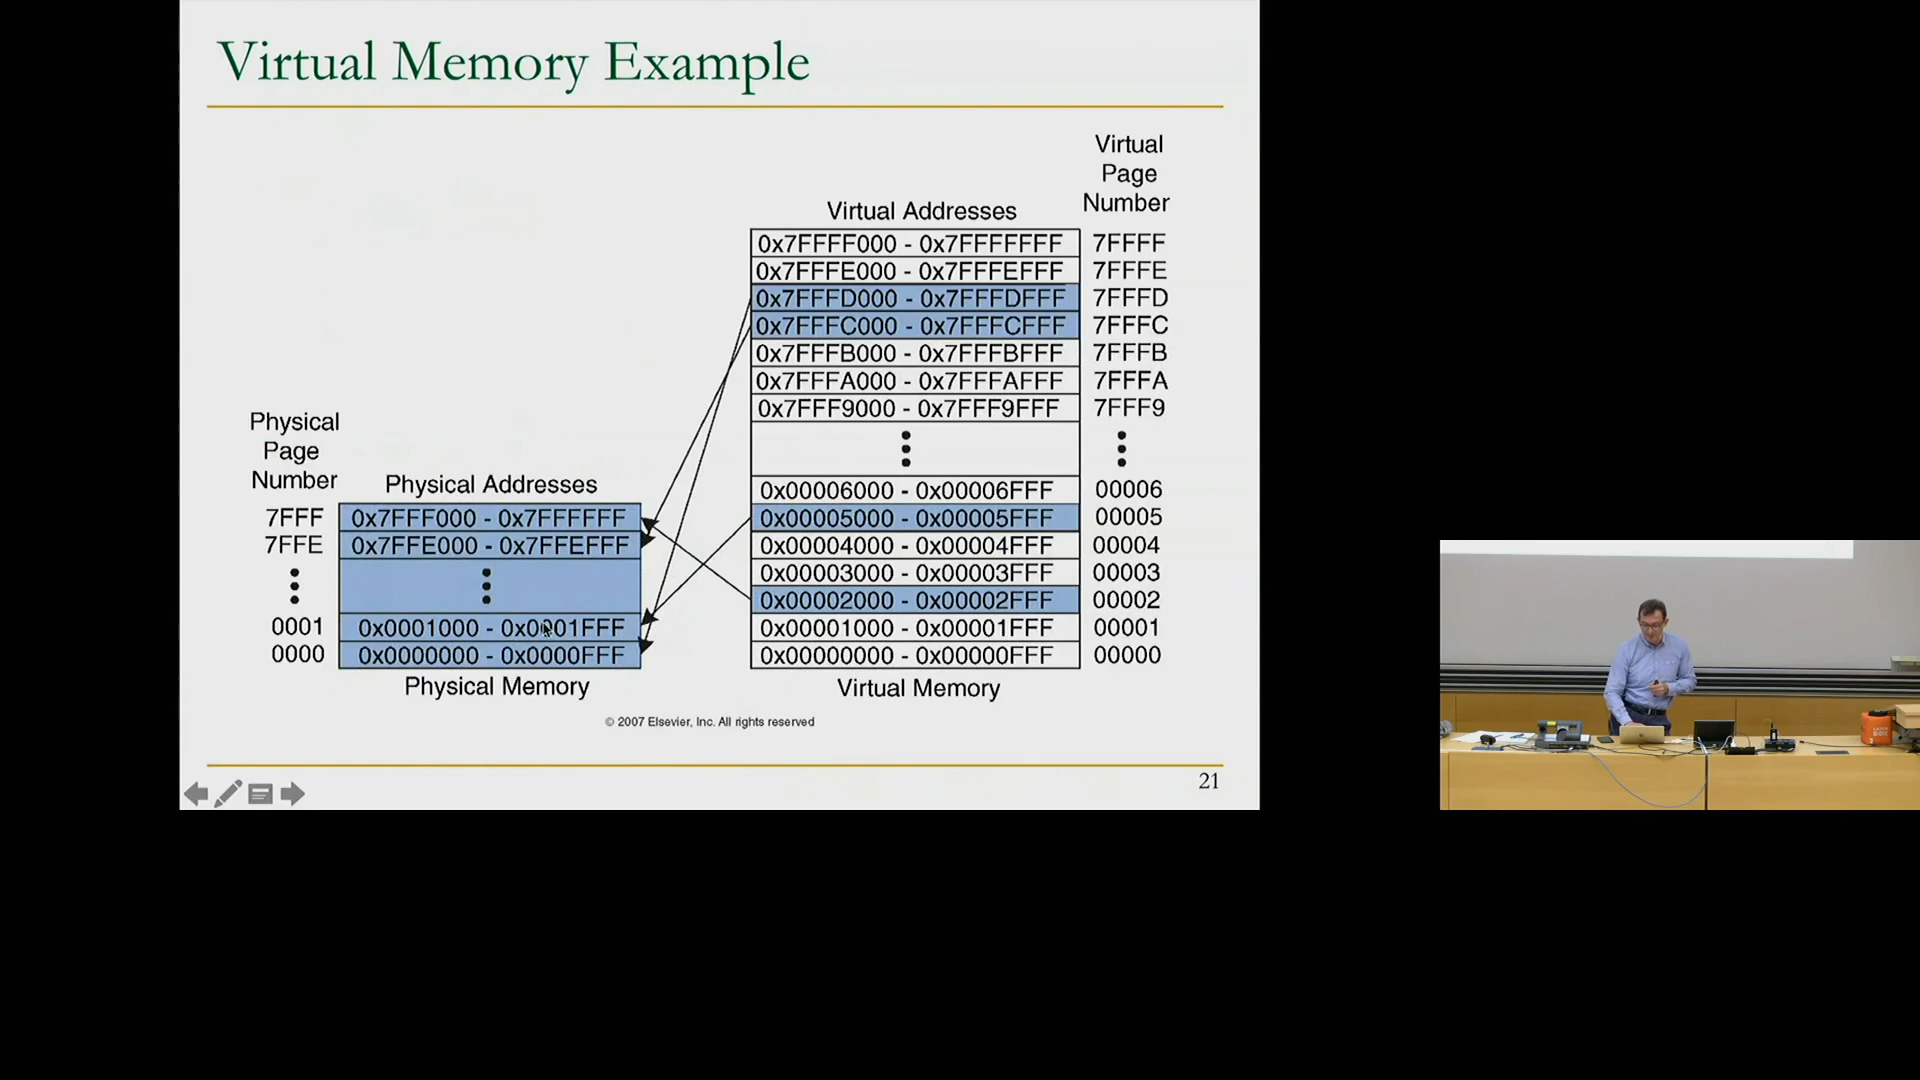 Virtual Memory Example
Virtual
Page
Number
Virtual Addresses
0x7FFFF000 - 0x7FFFFFFF 7FFFF
0x7FFFE000 - 0x7FFFEFFF 7FFFE
0x7FFFD000 - 0x7FFFDFFF 7FFFD
0x7FFFC000 - 0x7FFFCFFF 7FFFC
0x7FFFB000 - 0x7FFFBFFF 7FFFB
0x7FFFA000 - 0x7FFFAFFF 7FFFA
0x7FFF9000 - 0x7FFF9FFF 7FFF9
0x00006000 - 0x00006FFF 00006
0x00005000 - 0x00005FFF 00005
0x00004000 - 0x00004FFF 00004
0x00003000 - 0x00003FFF 00003
0x00002000 - 0x00002FFF 00002
0x00001000 - 0x00001FFF 00001
0x00000000 - 0x00000FFF 00000
Virtual Memory
Physical
Page
Number
Physical Addresses
7FFF 0x7FFF000 - 0x7FFFFFF
7FFE 0x7FFE000 - 0x7FFEFFF
0001 0x0001000 - 0x0001FFF
0000 0x0000000 - 0x0000FFF
Physical Memory
© 2007 Elsevier, Inc. All rights reserved
21